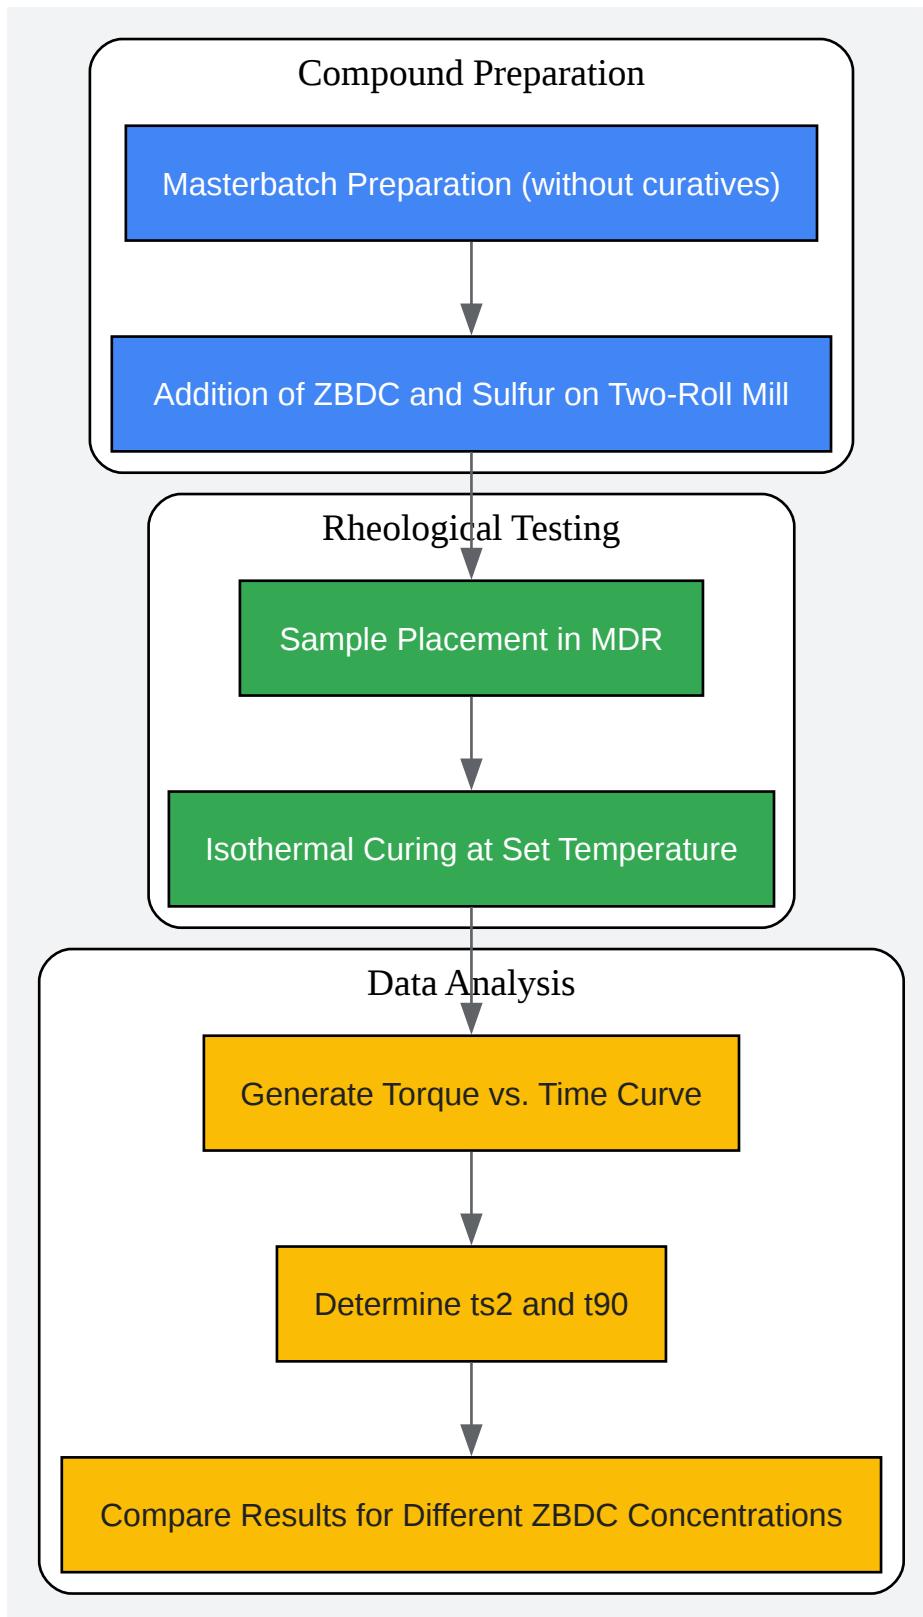 Compound Preparation
Masterbatch Preparation (without curatives)
Addition of ZBDC and Sulfur on Two-Roll Mill
Rheological Testing
Sample Placement in MDR
Isothermal Curing at Set Temperature
Data Analysis
Generate Torque vs. Time Curve
Determine ts2 and t90
Compare Results for Different ZBDC Concentrations